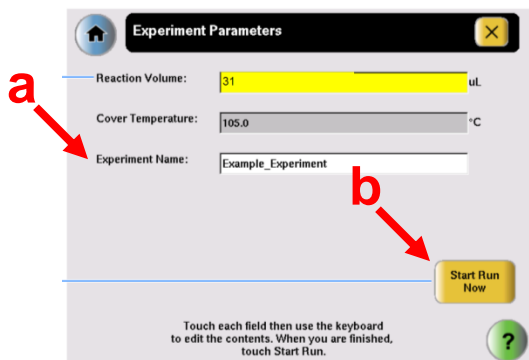 Experiment Parameters
Reaction Volume: 31 uL
a
Cover Temperature: 105.0 °C
Experiment Name: Example_Experiment
b
Start Run
Now
Touch each field then use the keyboard
to edit the contents. When you are finished,
touch Start Run.
?